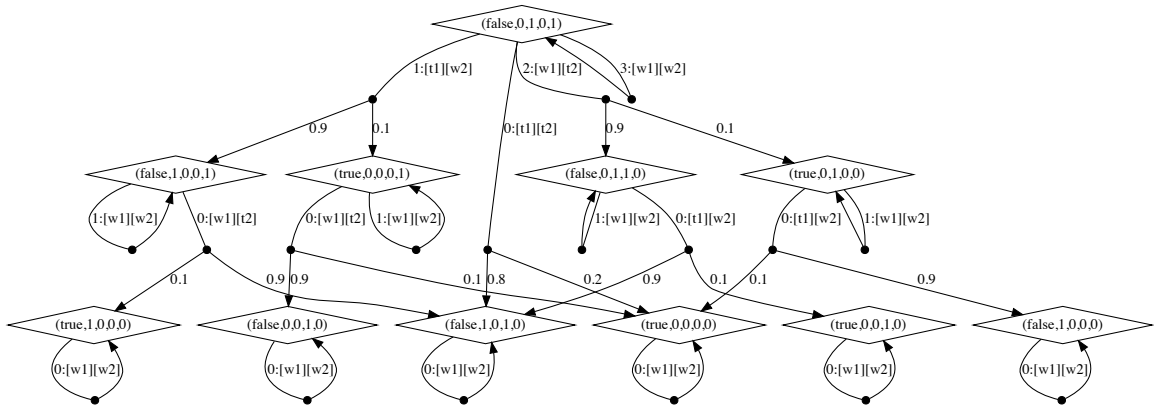 (false,0,1,0,1)
1:[t1][w2]
2:[w1][t2]
3:[w1][w2]
0.9
0.1
0:[t1][t2]
0.9
0.1
(false,1,0,0,1)
(true,0,0,0,1)
(false,0,1,1,0)
(true,0,1,0,0)
1:[w1][w2]
0:[w1][t2]
0:[w1][t2]
1:[w1][w2]
1:[w1][w2]
0:[t1][w2]
0:[t1][w2]
1:[w1][w2]
0.1
0.9
0.9
0.1
0.8
0.2
0.9
0.1
0.1
0.9
(true,1,0,0,0)
(false,0,0,1,0)
(false,1,0,1,0)
(true,0,0,0,0)
(true,0,0,1,0)
(false,1,0,0,0)
0:[w1][w2]
0:[w1][w2]
0:[w1][w2]
0:[w1][w2]
0:[w1][w2]
0:[w1][w2]